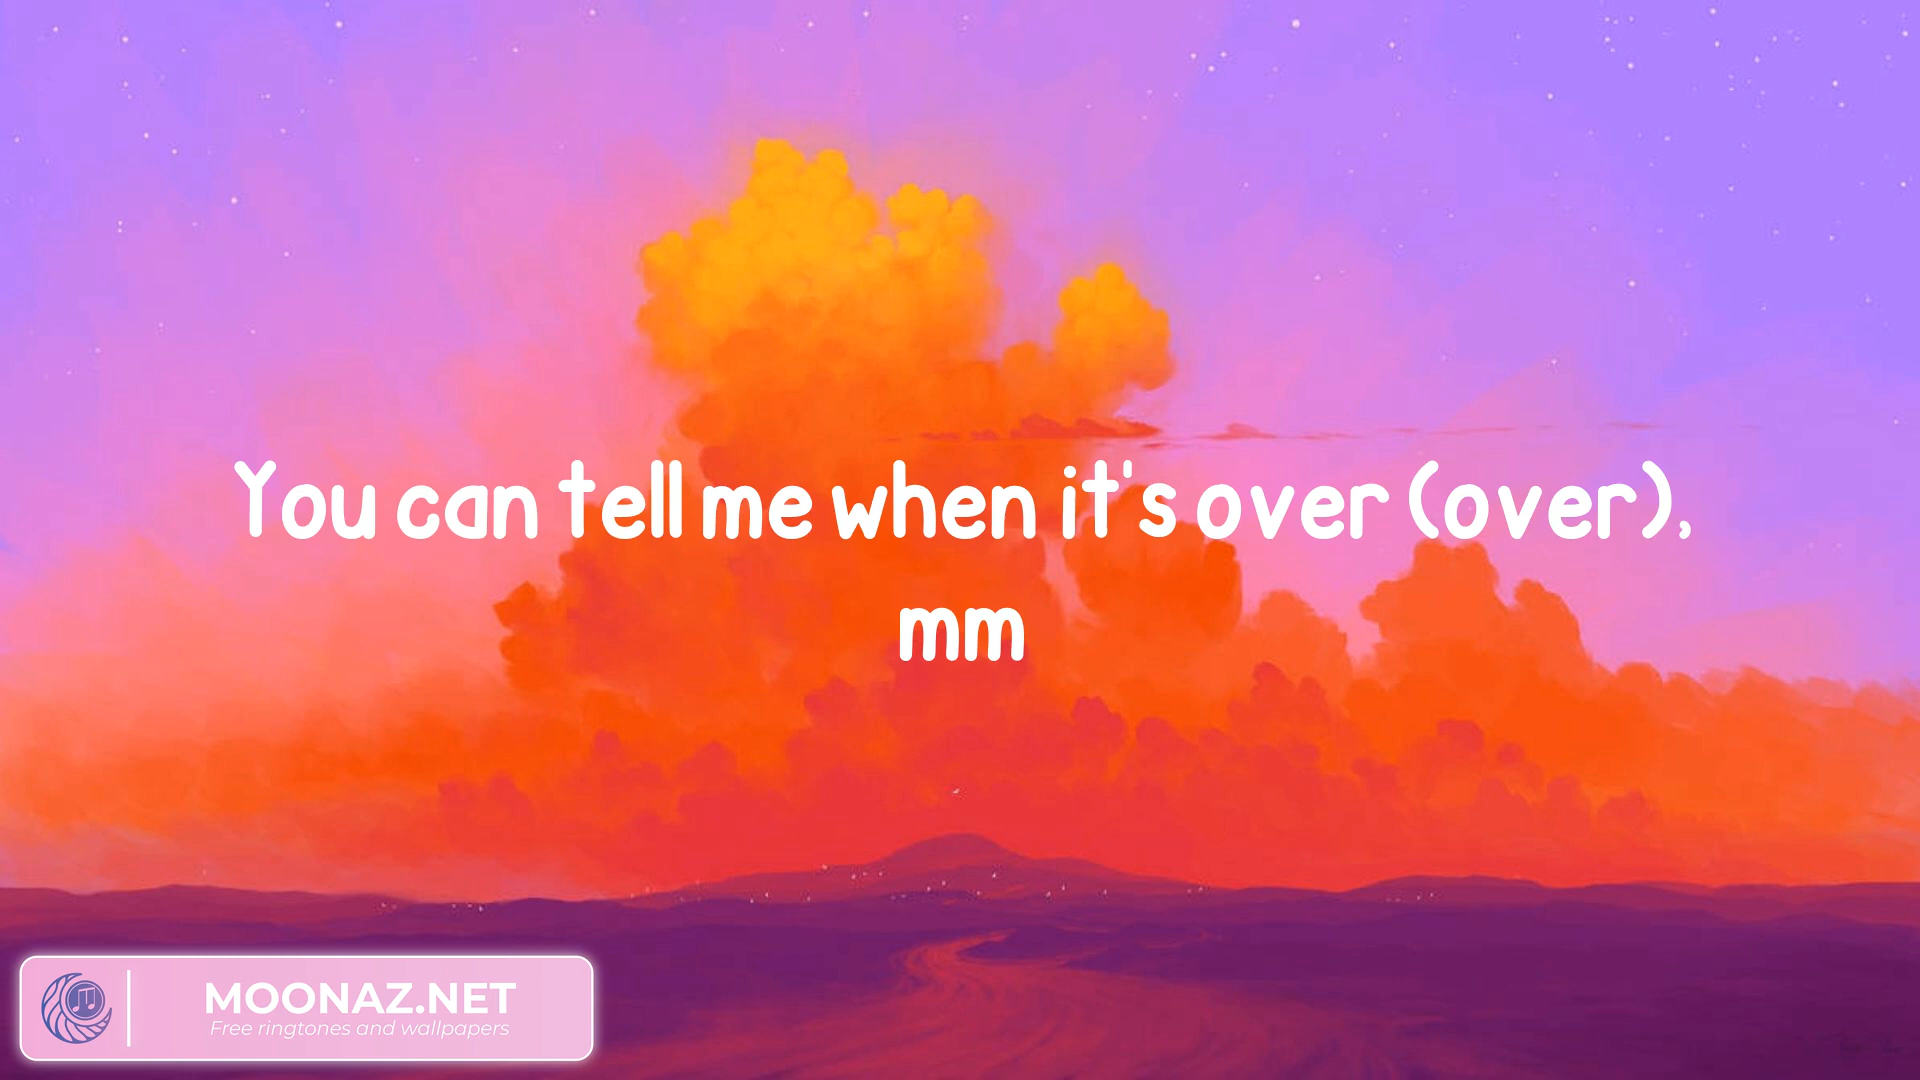 You can tell me when it's over (over),
mm
MOONAZ.NET
Free ringtones and wallpapers